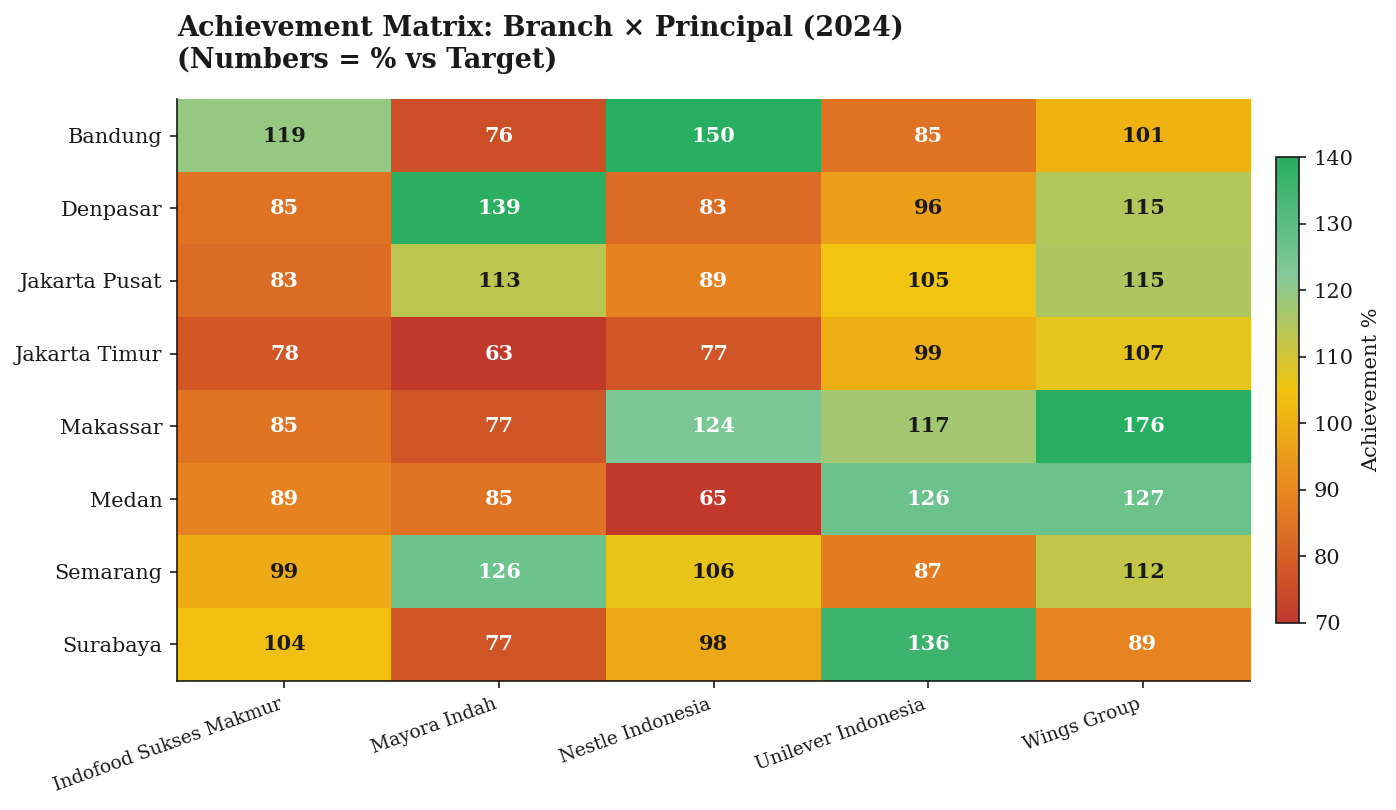 Achievement Matrix: Branch × Principal (2024)
(Numbers = % vs Target)
Bandung 119 76 150 85 101
Denpasar 85 139 83 96 115
Jakarta Pusat 83 113 89 105 115
Jakarta Timur 78 63 77 99 107
Makassar 85 77 124 117 176
Medan 89 85 65 126 127
Semarang 99 126 106 87 112
Surabaya 104 77 98 136 89
Indofood Sukses Makmur Mayora Indah Nestle Indonesia Unilever Indonesia Wings Group
140
130
120
110
100
90
80
70
Achievement %